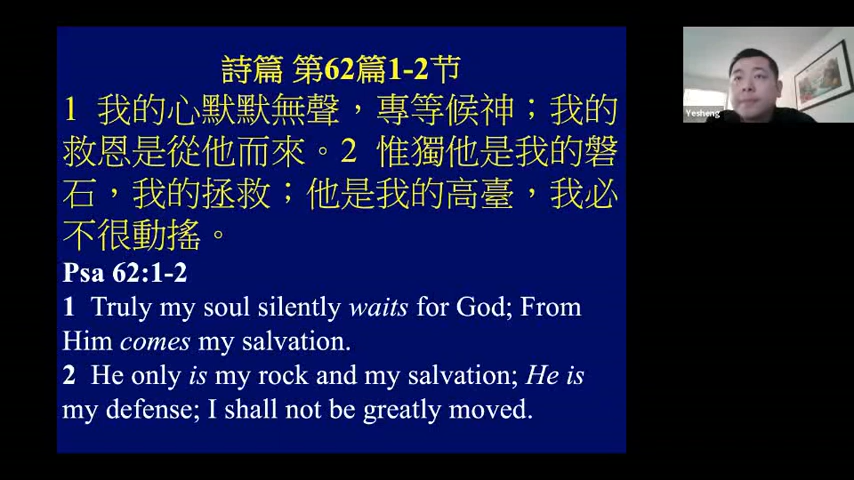 詩篇 第62篇1-2节
1 我的心默默無聲，專等候神；我的
救恩是從他而來。2 惟獨他是我的磐
石，我的拯救；他是我的高臺，我必
不很動搖。
Psa 62:1-2
1 Truly my soul silently waits for God; From
Him comes my salvation.
2 He only is my rock and my salvation; He is
my defense; I shall not be greatly moved.
Yesheng